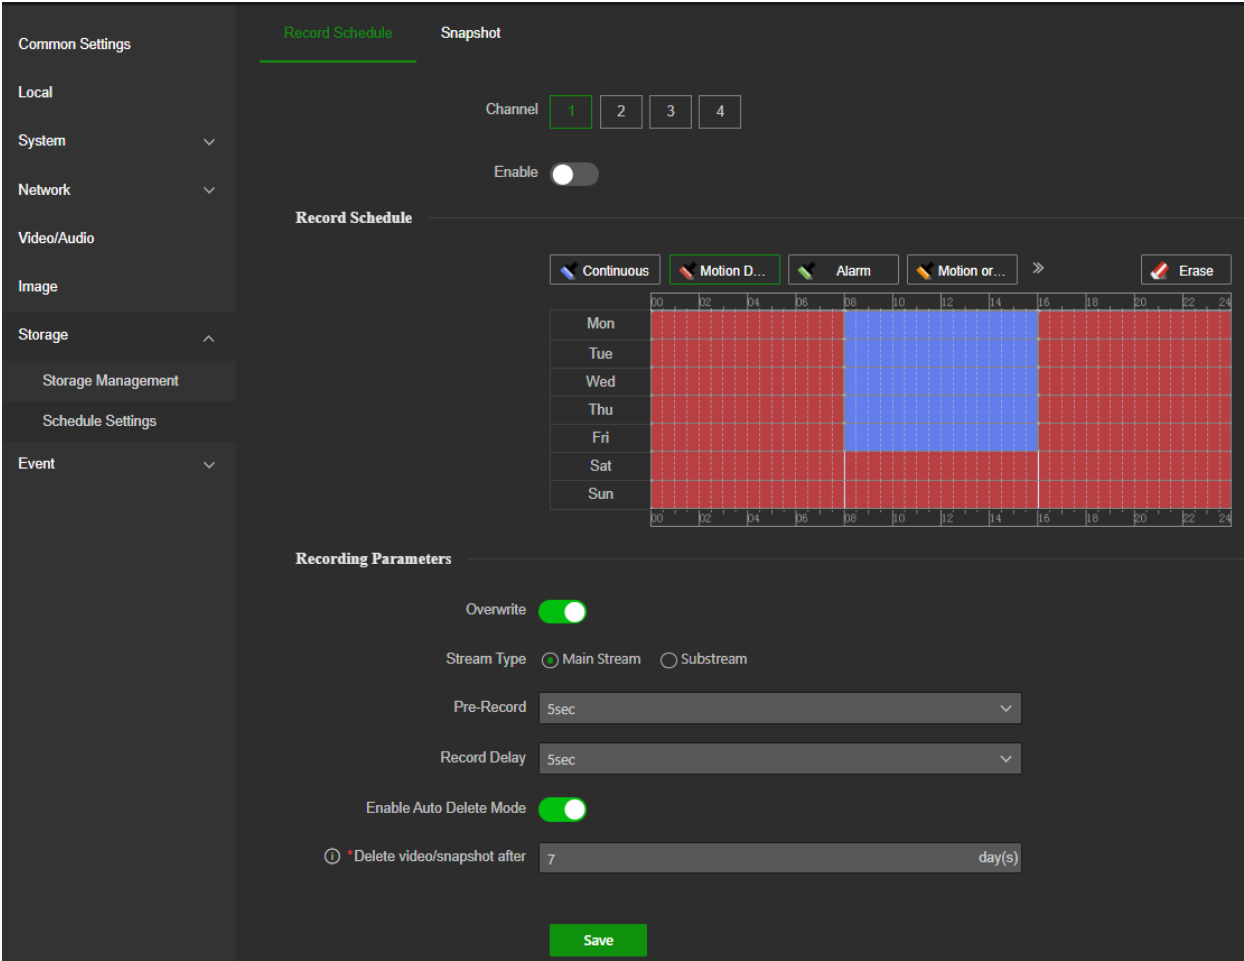 Record Schedule Snapshot
Common Settings
Local
System
Network
Video/Audio
Image
Storage
Storage Management
Schedule Settings
Event
Channel 1 2 3 4
Enable
Record Schedule
Continuous Motion D... Alarm Motion or... » Erase
00 02 04 06 08 10 12 14 16 18 20 22 24
Mon
Tue
Wed
Thu
Fri
Sat
Sun
00 02 04 06 08 10 12 14 16 18 20 22 24
Recording Parameters
Overwrite
Stream Type Main Stream Substream
Pre-Record 5sec
Record Delay 5sec
Enable Auto Delete Mode
*Delete video/snapshot after 7 day(s)
Save